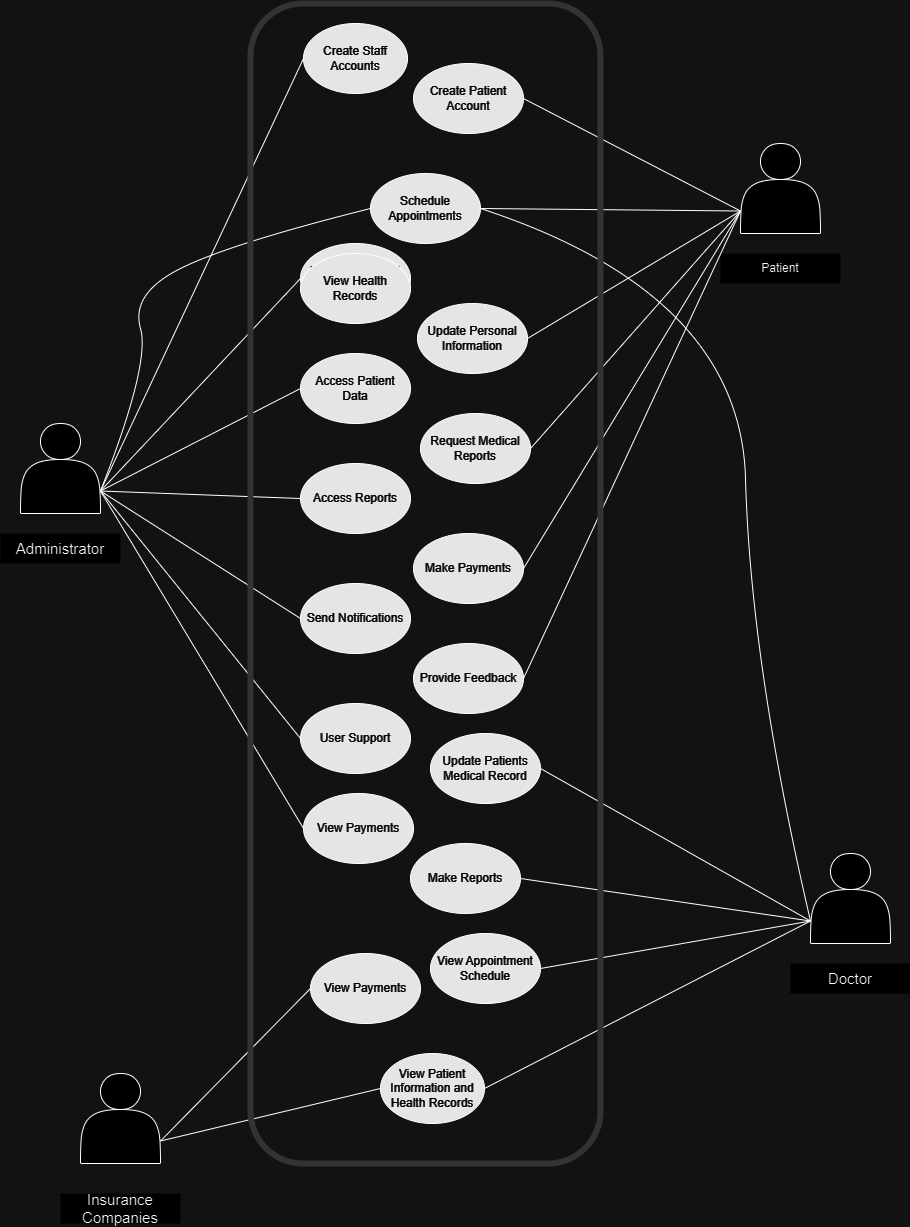 Create Staff
Accounts
Create Patient
Account
Schedule
Appointments
Patient
View Health
Records
Update Personal
Information
Access Patient
Data
Request Medical
Reports
Access Reports
Administrator
Make Payments
Send Notifications
Provide Feedback
User Support
Update Patients
Medical Record
View Payments
Make Reports
View Appointment
Schedule
Doctor
View Payments
View Patient
Information and
Health Records
Insurance
Companies